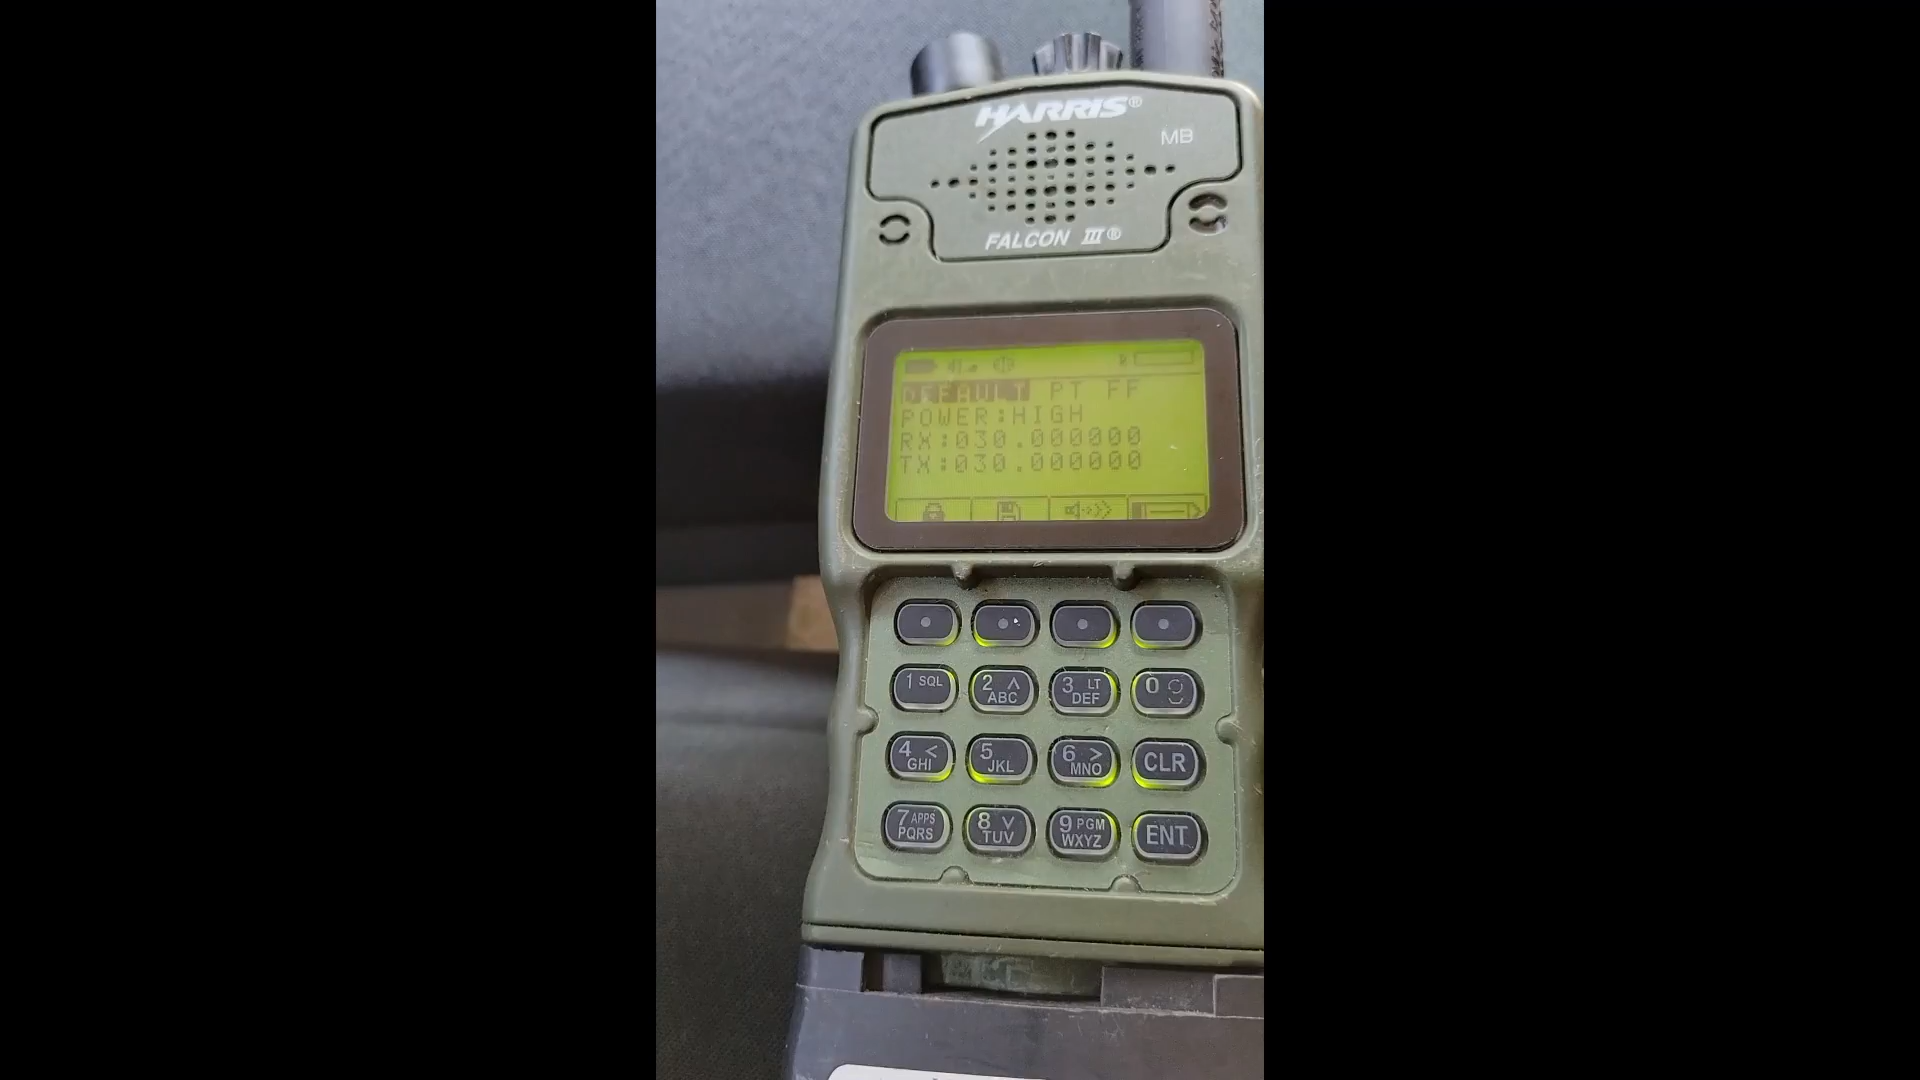 HARRIS®
MB
FALCON III®
DEFAULT PT FF
POWER:HIGH
RX:030.000000
TX:030.000000
1 SQL
2 ABC
3 LT DEF
0
4 < GHI
5 JKL
6 > MNO
CLR
7 APPS PQRS
8 TUV
9 PGM WXYZ
ENT